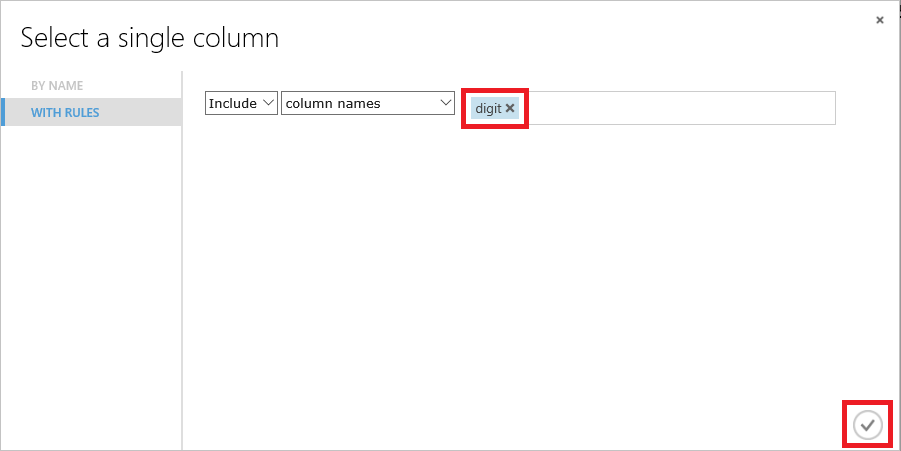 Select a single column
BY NAME
WITH RULES
Include column names digit